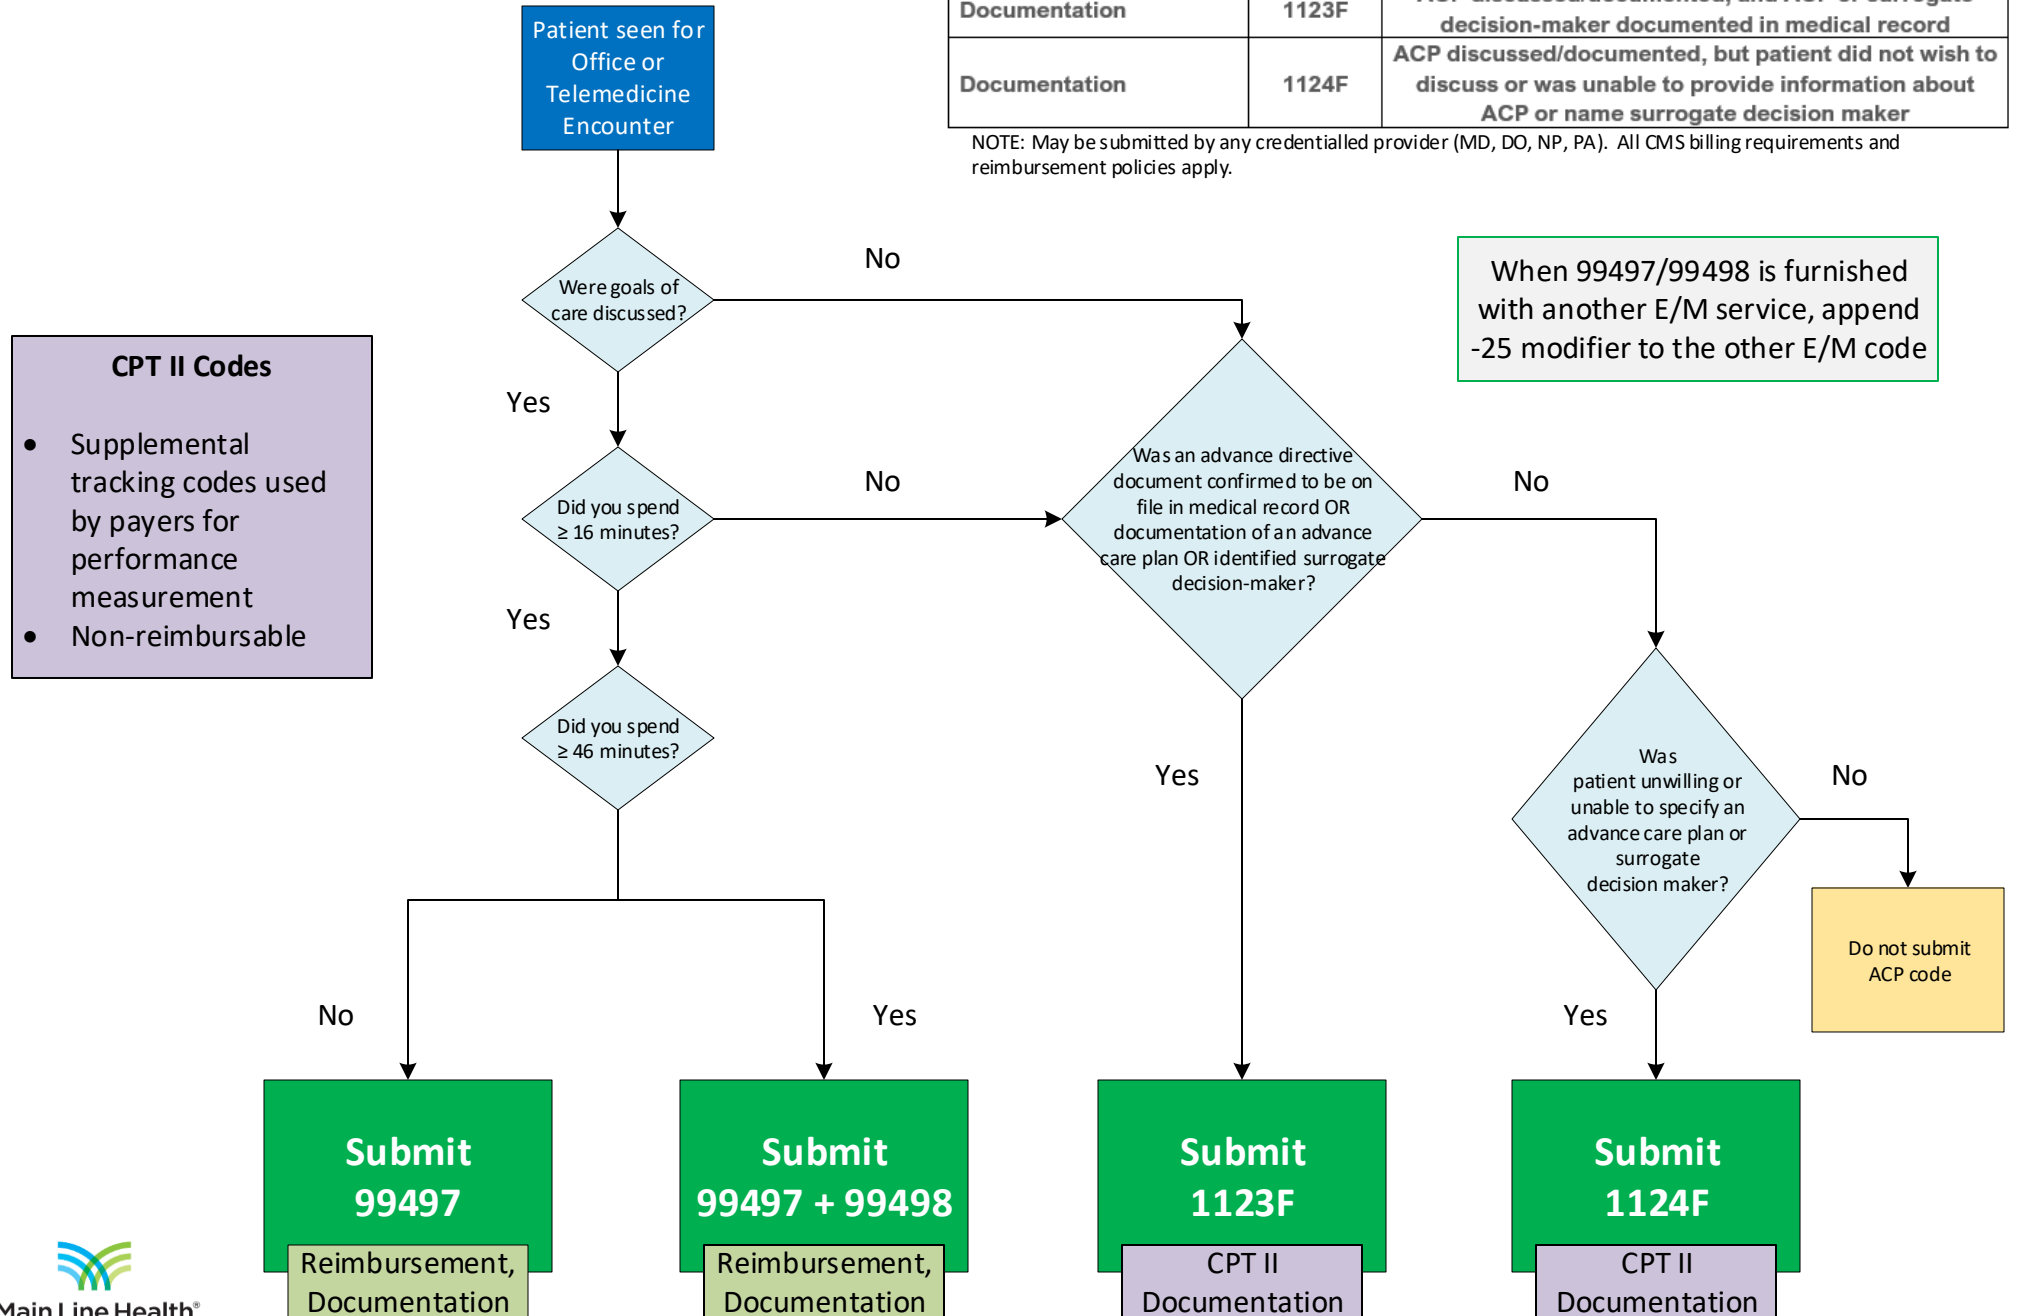 Documentation
1123F
decision-maker documented in medical record
Documentation
1124F
ACP discussed/documented, but patient did not wish to
discuss or was unable to provide information about
ACP or name surrogate decision maker
NOTE: May be submitted by any credentialled provider (MD, DO, NP, PA). All CMS billing requirements and
reimbursement policies apply.
Patient seen for
Office or
Telemedicine
Encounter
When 99497/99498 is furnished
with another E/M service, append
-25 modifier to the other E/M code
Were goals of
care discussed?
No
Yes
CPT II Codes
• Supplemental
tracking codes used
by payers for
performance
measurement
• Non-reimbursable
Did you spend
≥ 16 minutes?
No
Yes
Was an advance directive
document confirmed to be on
file in medical record OR
documentation of an advance
care plan OR identified surrogate
decision-maker?
No
Yes
Did you spend
≥ 46 minutes?
No
Yes
Was
patient unwilling or
unable to specify an
advance care plan or
surrogate
decision maker?
No
Yes
Do not submit
ACP code
Submit
99497
Reimbursement,
Documentation
Submit
99497 + 99498
Reimbursement,
Documentation
Submit
1123F
CPT II
Documentation
Submit
1124F
CPT II
Documentation
Main Line Health®